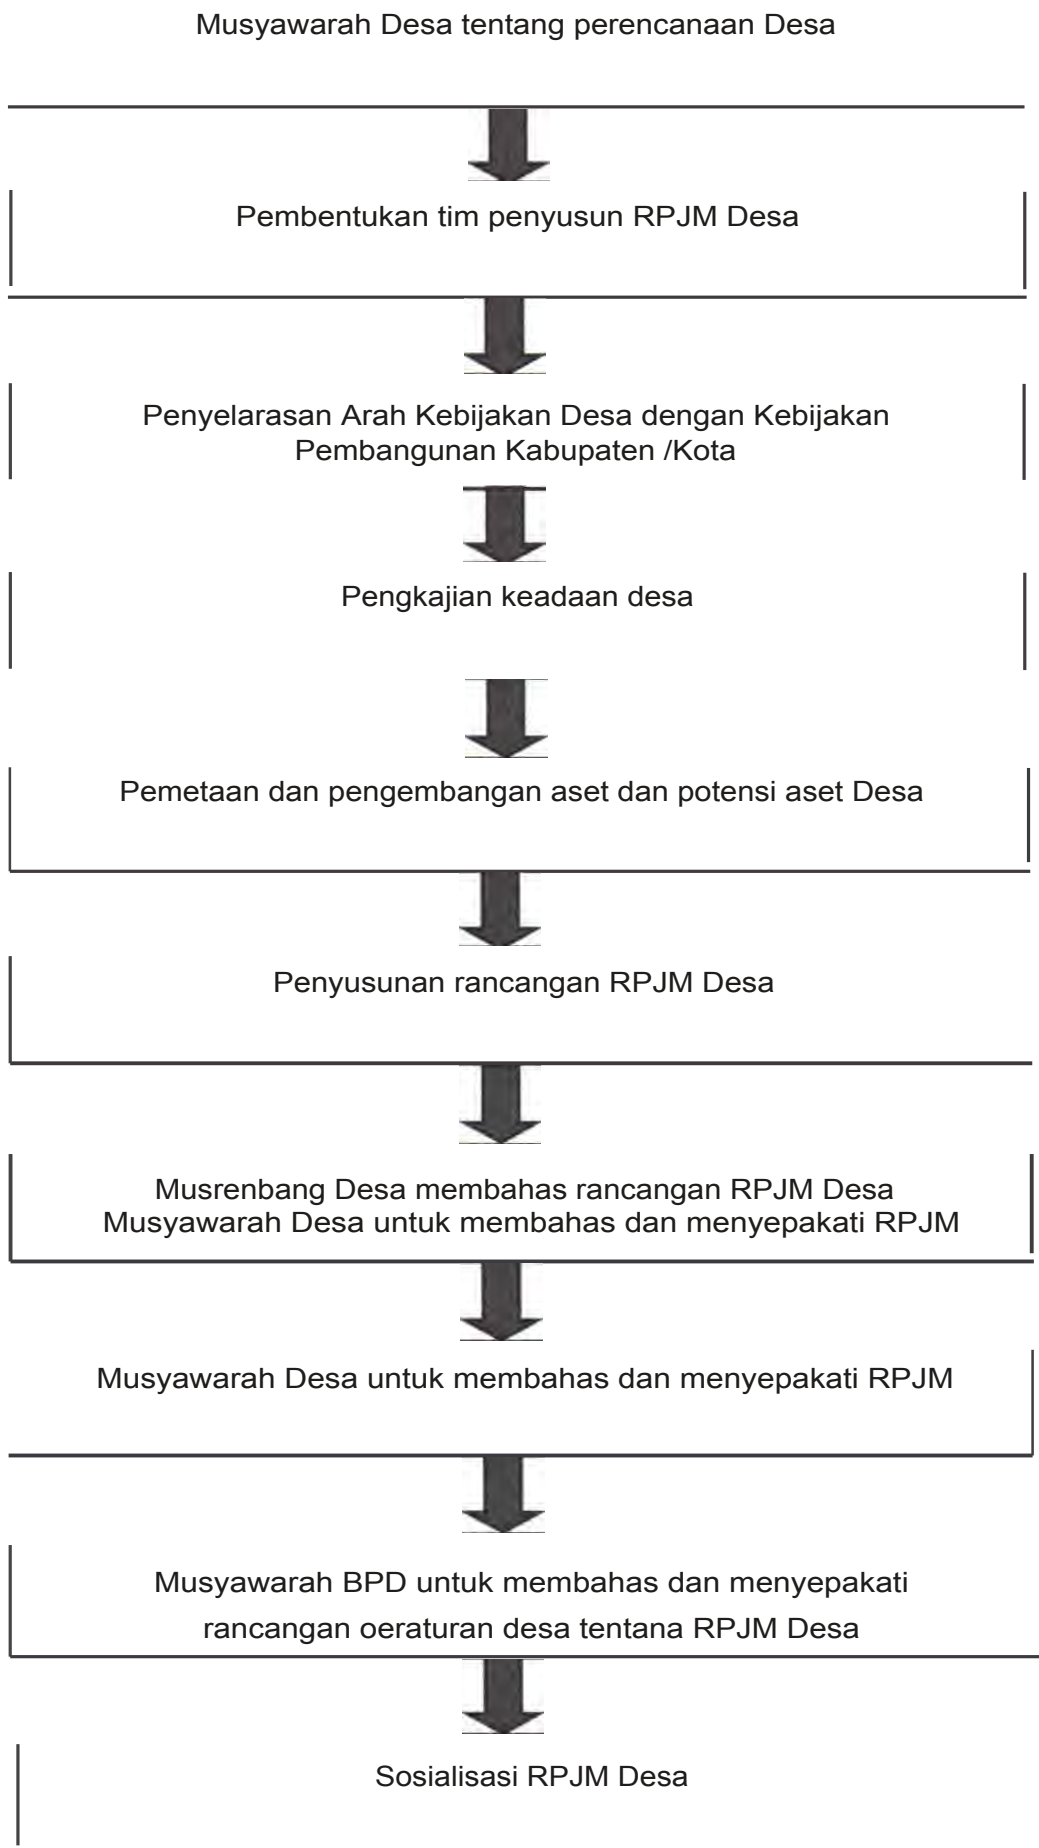 Musyawarah Desa tentang perencanaan Desa
Pembentukan tim penyusun RPJM Desa
Penyelarasan Arah Kebijakan Desa dengan Kebijakan
Pembangunan Kabupaten /Kota
Pengkajian keadaan desa
Pemetaan dan pengembangan aset dan potensi aset Desa
Penyusunan rancangan RPJM Desa
Musrenbang Desa membahas rancangan RPJM Desa
Musyawarah Desa untuk membahas dan menyepakati RPJM
Musyawarah Desa untuk membahas dan menyepakati RPJM
Musyawarah BPD untuk membahas dan menyepakati
rancangan oeraturan desa tentana RPJM Desa
Sosialisasi RPJM Desa